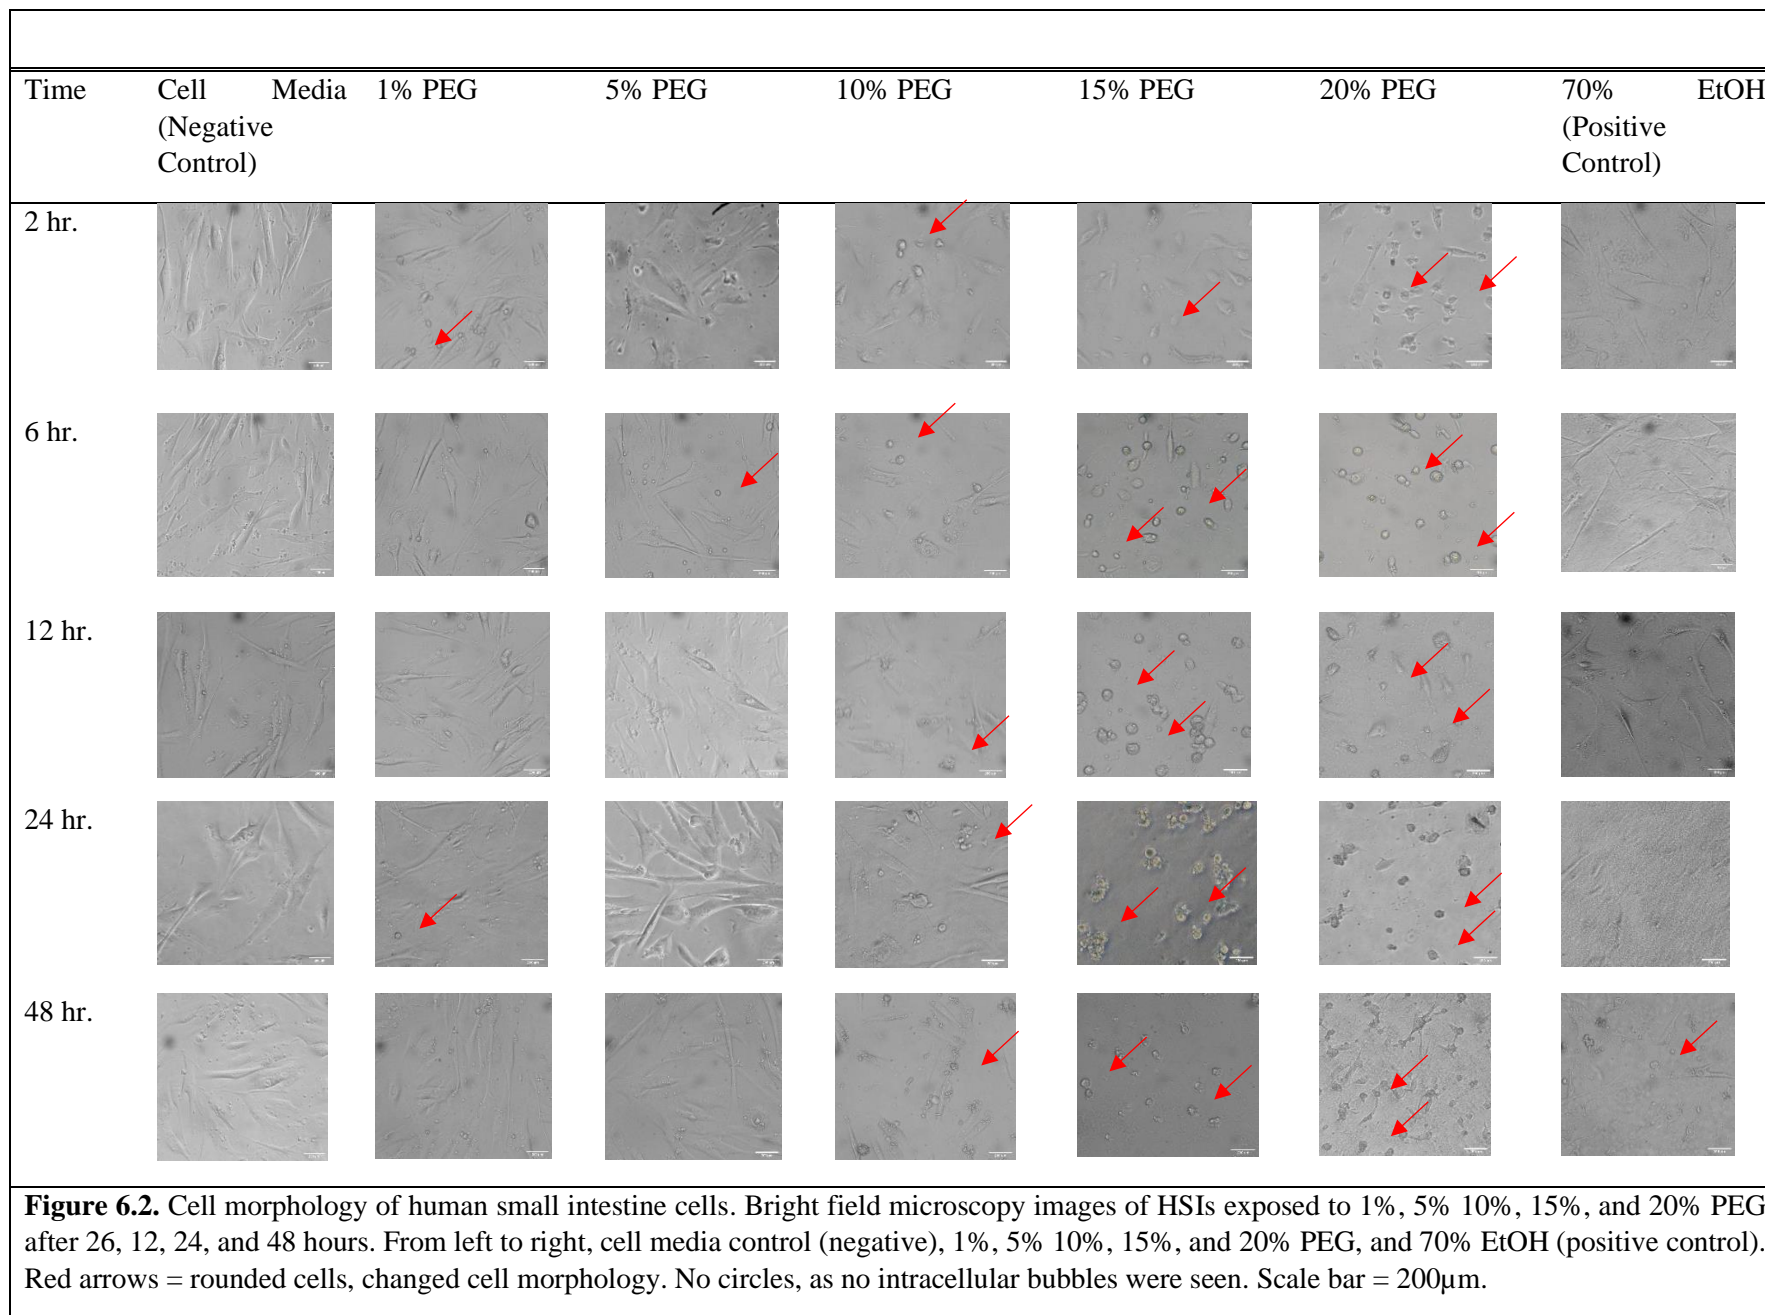 Time Cell Media 1% PEG 5% PEG 10% PEG 15% PEG 20% PEG 70% EtOH
(Negative (Positive
Control) Control)
2 hr.
6 hr.
12 hr.
24 hr.
48 hr.
Figure 6.2. Cell morphology of human small intestine cells. Bright field microscopy images of HSIs exposed to 1%, 5% 10%, 15%, and 20% PEG
after 26, 12, 24, and 48 hours. From left to right, cell media control (negative), 1%, 5% 10%, 15%, and 20% PEG, and 70% EtOH (positive control).
Red arrows = rounded cells, changed cell morphology. No circles, as no intracellular bubbles were seen. Scale bar = 200µm.